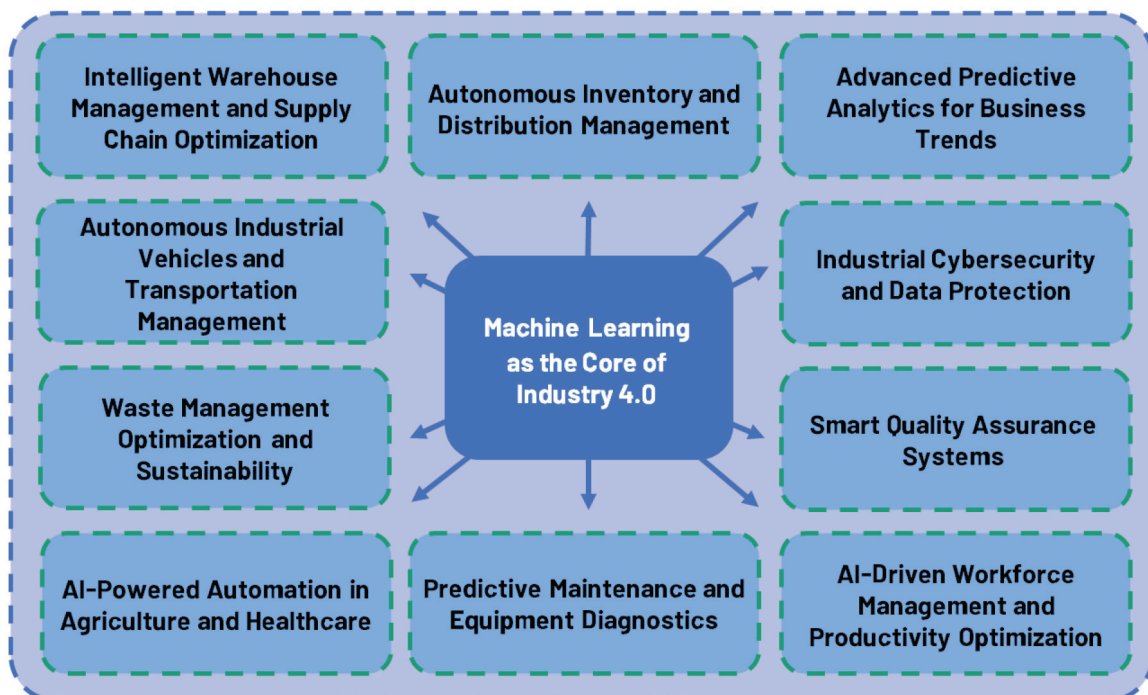 Intelligent Warehouse
Management and Supply
Chain Optimization
Autonomous Inventory and
Distribution Management
Advanced Predictive
Analytics for Business
Trends
Autonomous Industrial
Vehicles and
Transportation
Management
Industrial Cybersecurity
and Data Protection
Machine Learning
as the Core of
Industry 4.0
Waste Management
Optimization and
Sustainability
Smart Quality Assurance
Systems
AI-Powered Automation in
Agriculture and Healthcare
Predictive Maintenance and
Equipment Diagnostics
AI-Driven Workforce
Management and
Productivity Optimization